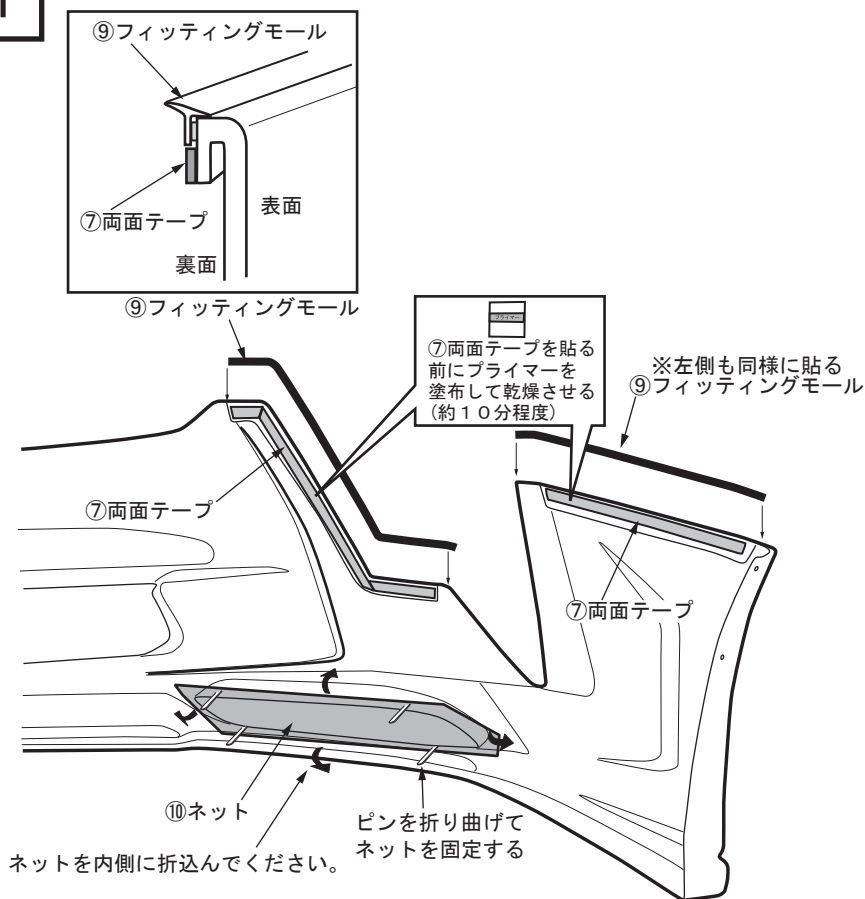 ⑨フィッティングモール
⑦両面テープ
表面
裏面
⑨フィッティングモール
プライマー
⑦両面テープを貼る
前にプライマーを
塗布して乾燥させる
(約10分程度)
※左側も同様に貼る
⑨フィッティングモール
⑦両面テープ
⑦両面テープ
⑩ネット
ピンを折り曲げて
ネットを固定する
ネットを内側に折込んでください。